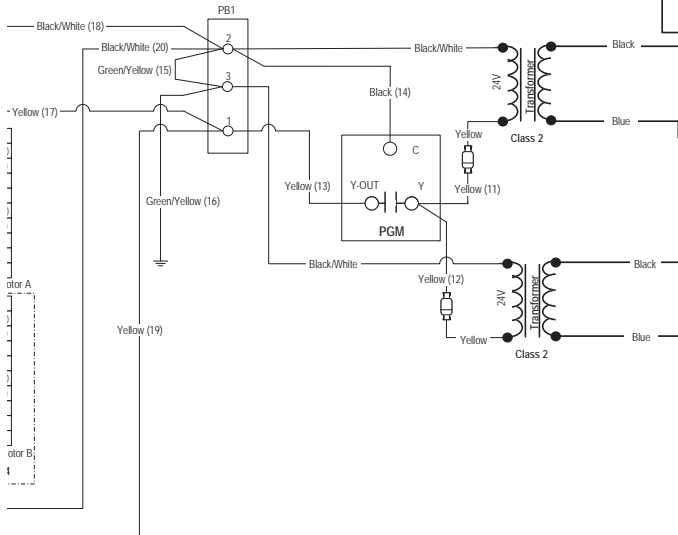 PB1
Black/White (18)
2
Black/White (20)
Black/White
Black
Green/Yellow (15)
24V
Transformer
3
Black (14)
Yellow (17)
1
Yellow
Blue
Class 2
C
Yellow (13)
Y-OUT
Y
Yellow (11)
Green/Yellow (16)
PGM
Black/White
Black
Yellow (12)
24V
Transformer
otor A
Yellow (19)
Yellow
Blue
Class 2
otor B